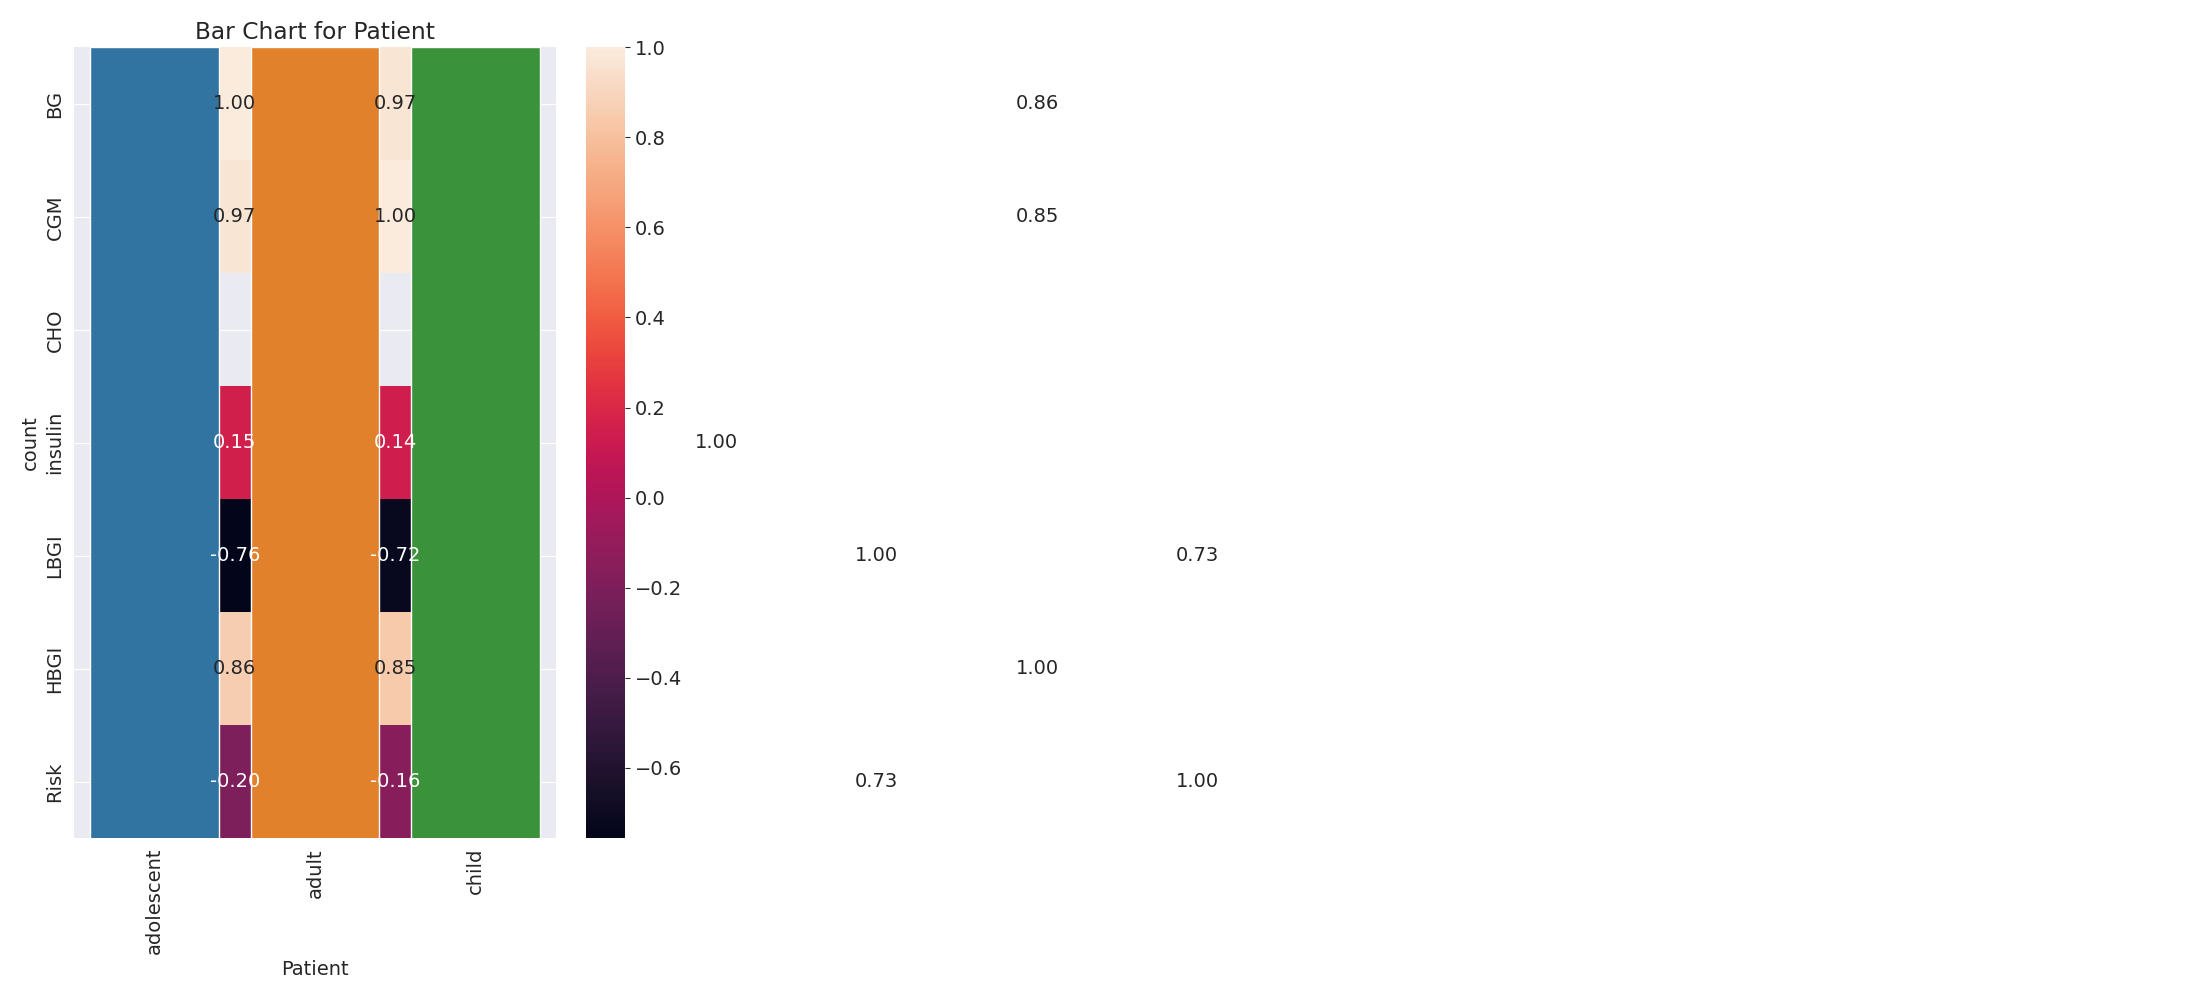 Bar Chart for Patient
1.0
BG
1.00
0.97
0.86
0.8
CGM
0.97
1.00
0.85
0.6
0.4
CHO
0.2
count
insulin
0.15
0.14
1.00
0.0
LBGI
-0.76
-0.72
1.00
0.73
−0.2
HBGI
0.86
0.85
1.00
−0.4
Risk
-0.20
-0.16
0.73
1.00
−0.6
adolescent
adult
child
Patient